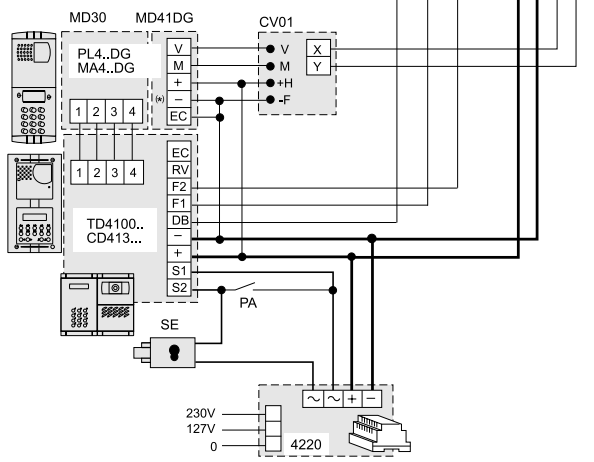 MD30 MD41DG CV01
PL4..DG
MA4..DG
V
M
+
(*) −
EC
V X
M Y
+H
-F
1 2 3 4
1 2 3 4
EC
RV
F2
F1
DB
−
+
S1
S2
TD4100..
CD413...
PA
SE
~ ~ + −
230V
127V
0
4220